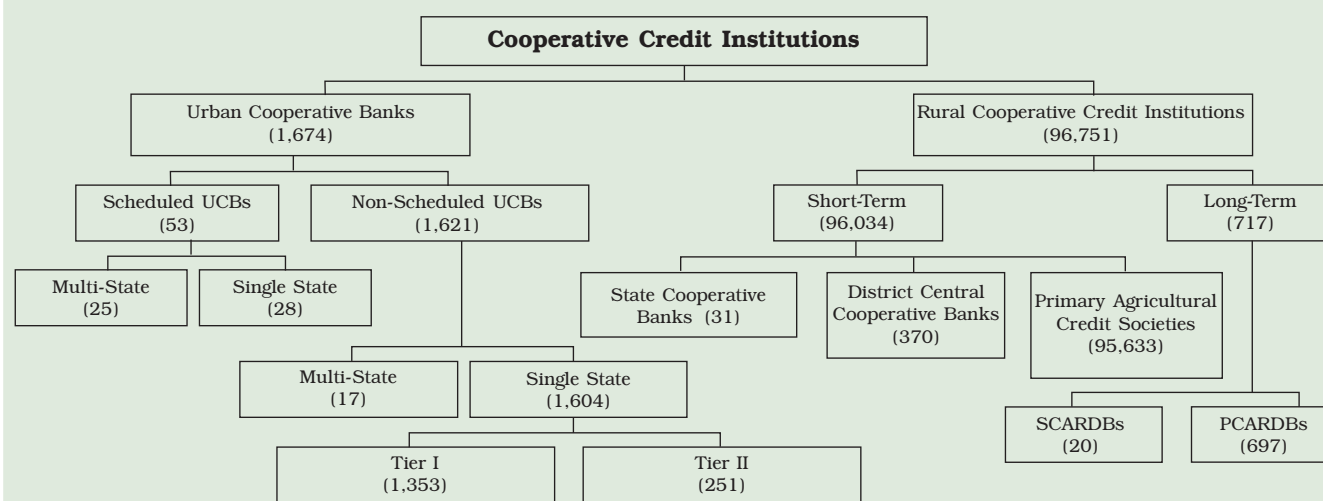 Cooperative Credit Institutions
Urban Cooperative Banks
(1,674)
Rural Cooperative Credit Institutions
(96,751)
Scheduled UCBs
(53)
Non-Scheduled UCBs
(1,621)
Short-Term
(96,034)
Long-Term
(717)
Multi-State
(25)
Single State
(28)
State Cooperative
Banks (31)
District Central
Cooperative Banks
(370)
Primary Agricultural
Credit Societies
(95,633)
Multi-State
(17)
Single State
(1,604)
SCARDBs
(20)
PCARDBs
(697)
Tier I
(1,353)
Tier II
(251)